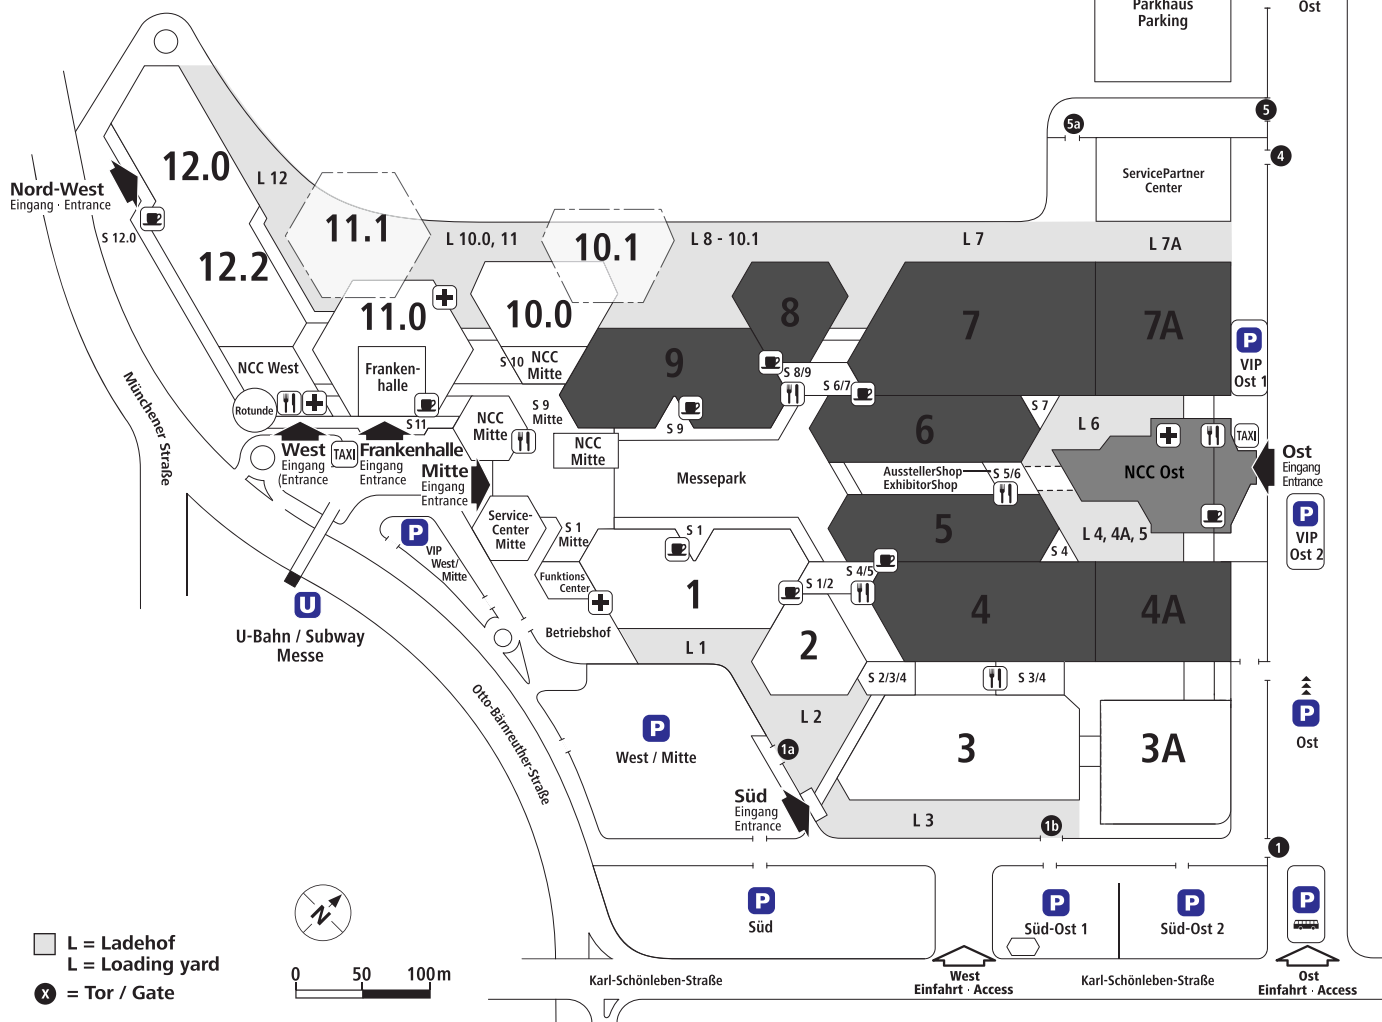 Parkhaus
Parking
Ost
5
5a
4
ServicePartner
Center
12.0
L 12
Nord-West
Eingang · Entrance
S 12.0
12.2
11.1
L 10.0, 11
10.1
L 8 - 10.1
L 7
L 7A
11.0
10.0
8
7
7A
9
P
VIP
Ost 1
NCC West
Franken-
halle
S 10
NCC
Mitte
S 8/9
S 6/7
Rotunde
S 11
S 9
Mitte
S 9
NCC
Mitte
NCC
Mitte
6
S 7
L 6
TAXI
West
Eingang
(Entrance
TAXI
Frankenhalle
Eingang
Entrance
Mitte
Eingang
Entrance
Messepark
AusstellerShop
ExhibitorShop
S 5/6
NCC Ost
Ost
Eingang
Entrance
P
VIP
Ost 2
Münchener Straße
Service-
Center
Mitte
S 1
Mitte
S 1
5
S 4
L 4, 4A, 5
P
VIP
West/
Mitte
Funktions
Center
1
S 1/2
S 4/5
4
4A
U
U-Bahn / Subway
Messe
Betriebshof
L 1
2
S 2/3/4
S 3/4
Otto-Bärnreuther-Straße
P
West / Mitte
L 2
1a
3
3A
P
Ost
Süd
Eingang
Entrance
L 3
1b
1
P
Süd
P
Süd-Ost 1
P
Süd-Ost 2
P
N
L = Ladehof
L = Loading yard
X = Tor / Gate
0 50 100m
Karl-Schönleben-Straße
West
Einfahrt · Access
Karl-Schönleben-Straße
Ost
Einfahrt · Access